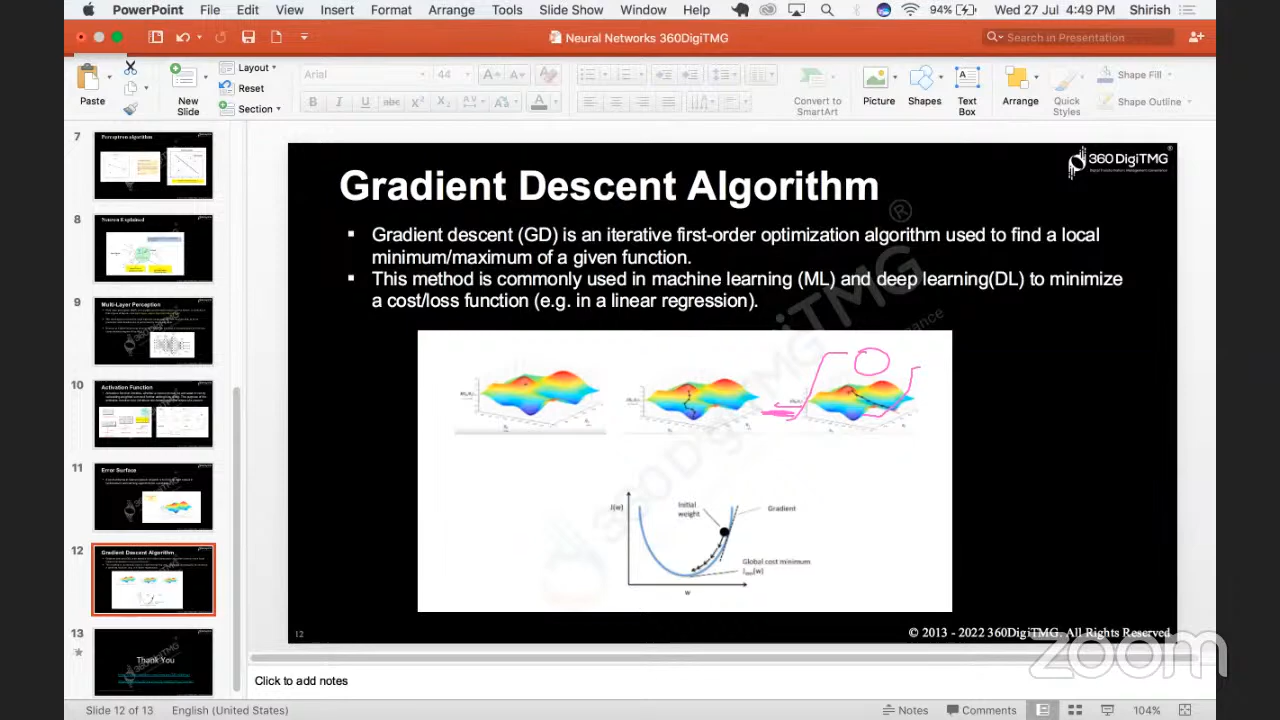 PowerPoint File Edit View Insert Format Arrange Tools Slide Show Window Help 94% Wed 27 Jul 4:49 PM Shirish
Neural Networks 360DigiTMG
Search in Presentation
Paste
New
Slide
Layout
Reset
Section
Arial
44
Convert to
SmartArt
Picture
Shapes
Text
Box
Arrange
Quick
Styles
Shape Fill
Shape Outline
7
Perceptron algorithm
8
9
Multi-Layer Perception
10
Activation Function
11
Error Surface
12
Gradient Descent Algorithm
13
Thank You
360DigiTMG
Gradient Descent Algorithm
Gradient descent (GD) is an iterative first-order optimization algorithm used to find a local
minimum/maximum of a given function.
This method is commonly used in machine learning (ML) and deep learning(DL) to minimize
a cost/loss function (e.g. in a linear regression).
J(w)
Initial
weight
Gradient
Global cost minimum
Jmin(w)
w
12
© 2013 - 2022 360DigiTMG. All Rights Reserved
zoom
Click to add notes
Slide 12 of 13 English (United States) Notes Comments 104%